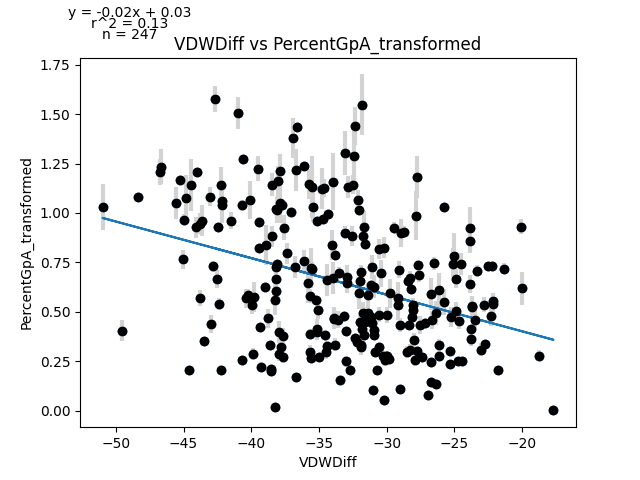 y = -0.02x + 0.03
r^2 = 0.13
n = 247
VDWDiff vs PercentGpA_transformed
1.75
1.50
1.25
1.00
0.75
0.50
0.25
0.00
PercentGpA_transformed
−50 −45 −40 −35 −30 −25 −20
VDWDiff